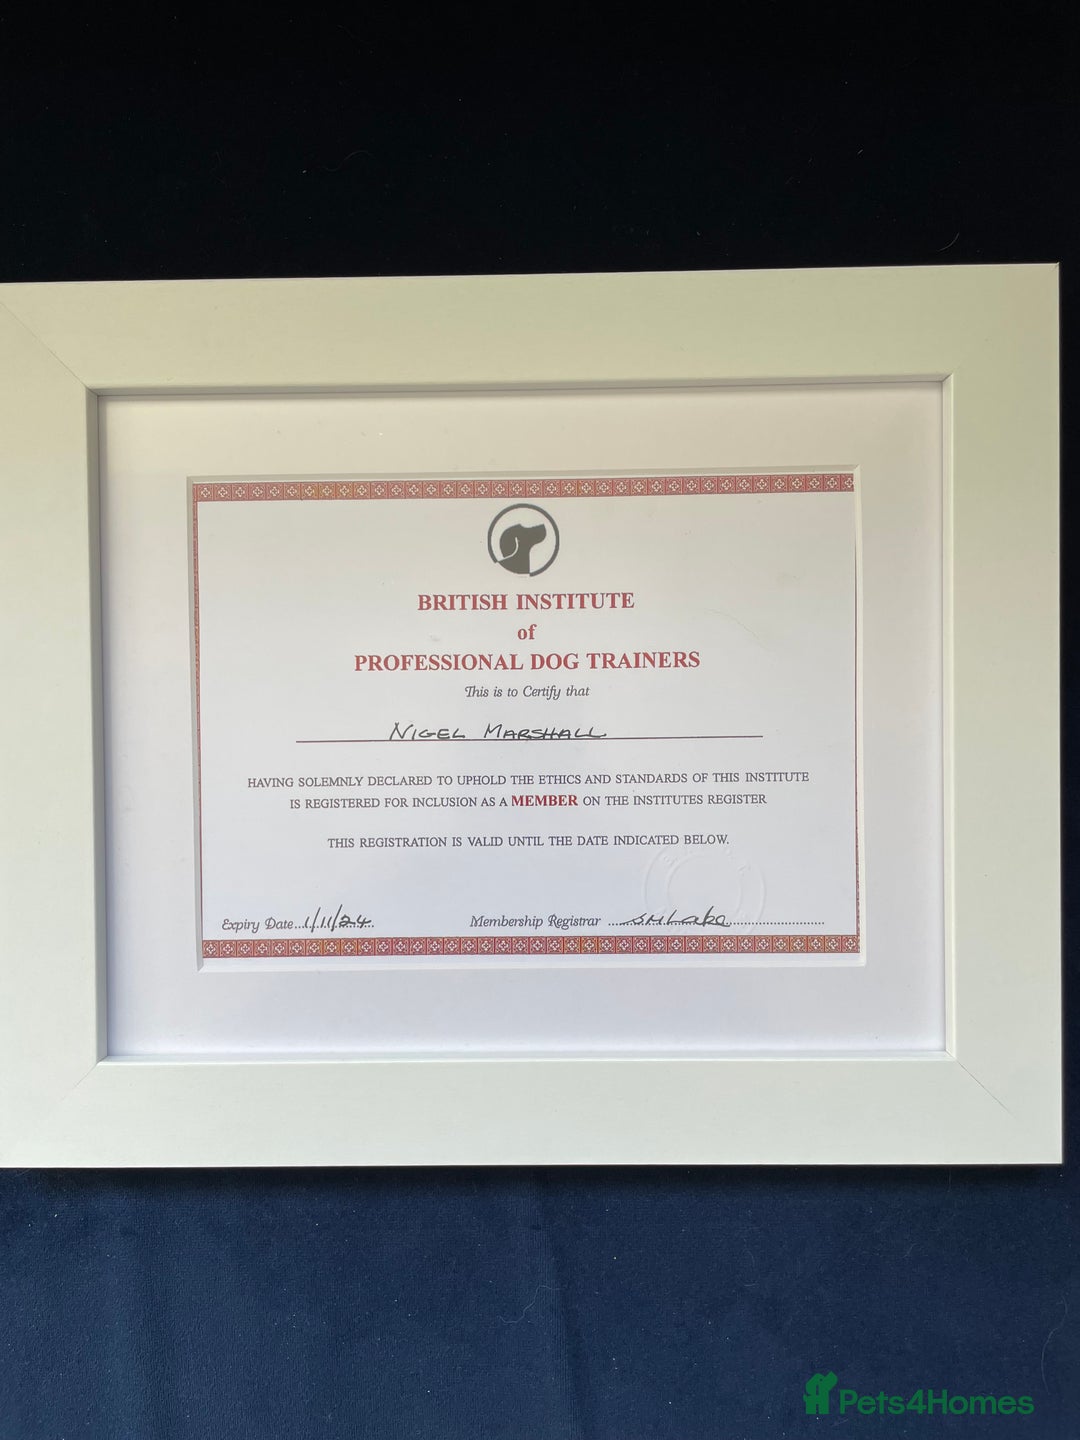 BRITISH INSTITUTE
of
PROFESSIONAL DOG TRAINERS
This is to Certify that
NIGEL MARSHALL
HAVING SOLEMNLY DECLARED TO UPHOLD THE ETHICS AND STANDARDS OF THIS INSTITUTE
IS REGISTERED FOR INCLUSION AS A MEMBER ON THE INSTITUTES REGISTER
THIS REGISTRATION IS VALID UNTIL THE DATE INDICATED BELOW.
Expiry Date...1/11/24... Membership Registrar ...
Pets4Homes